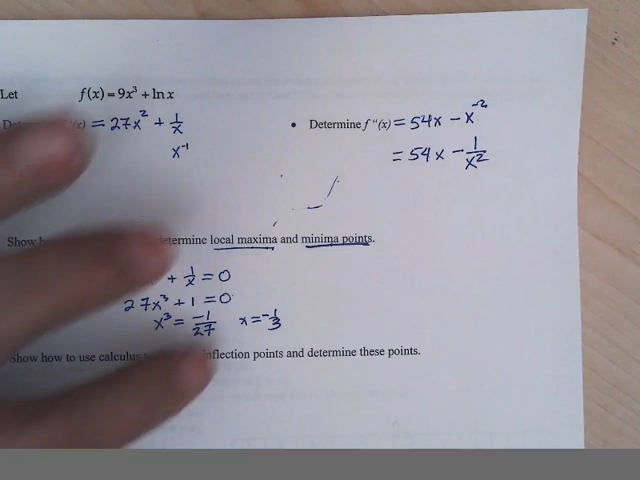 Let f(x) = 9x³ + ln x
(x) = 27x² + 1/x
x⁻¹
• Determine f "(x) = 54x − x⁻²
= 54x − 1/x²
Show determine local maxima and minima points.
+ 1/x = 0
27x³ + 1 = 0
x³ = −1/27 x = −1/3
Show how to use calculus inflection points and determine these points.